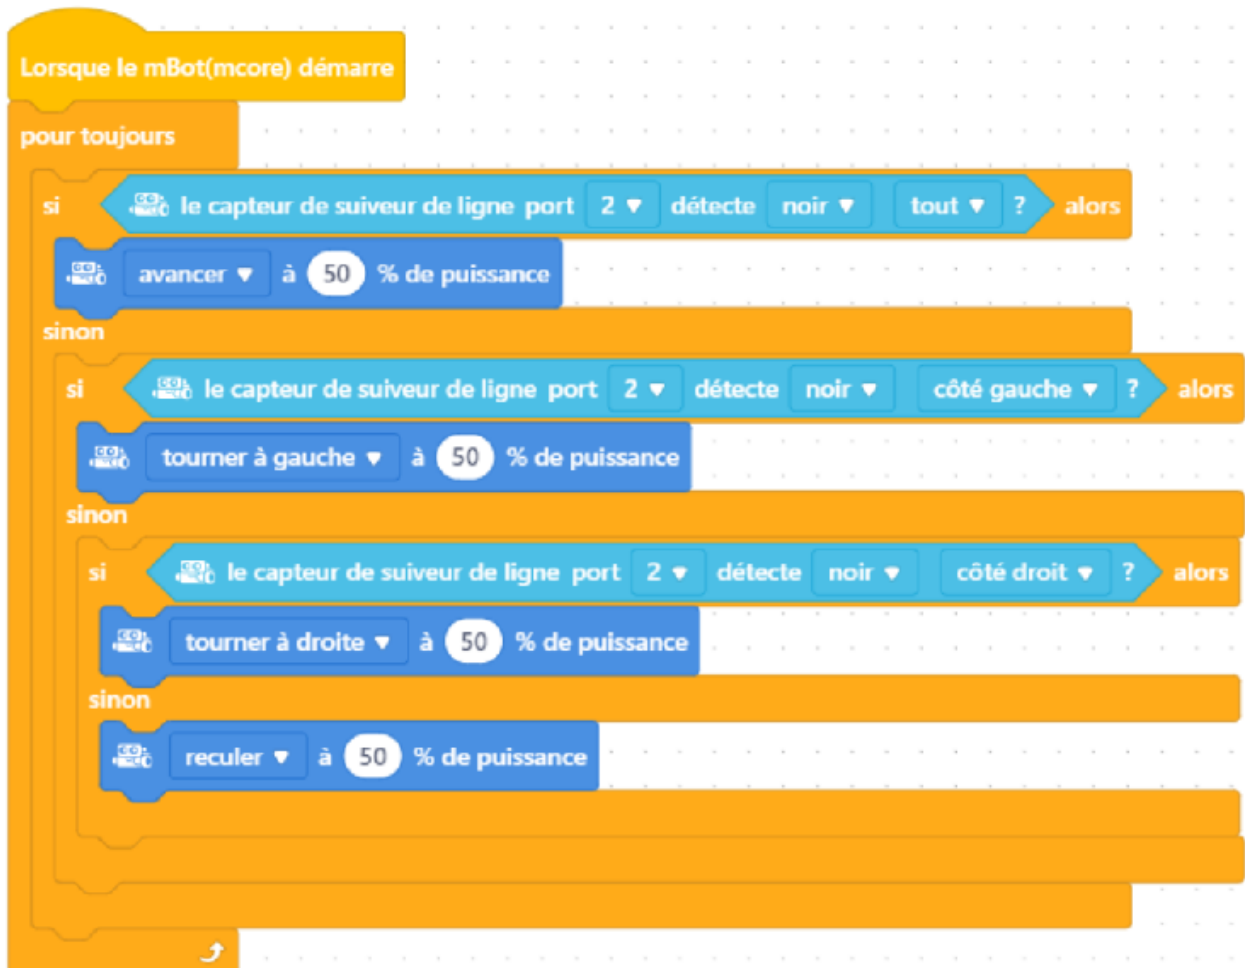 Lorsque le mBot(mcore) démarre
pour toujours
si le capteur de suiveur de ligne port 2 détecte noir tout ? alors
avancer à 50 % de puissance
sinon
si le capteur de suiveur de ligne port 2 détecte noir côté gauche ? alors
tourner à gauche à 50 % de puissance
sinon
si le capteur de suiveur de ligne port 2 détecte noir côté droit ? alors
tourner à droite à 50 % de puissance
sinon
reculer à 50 % de puissance